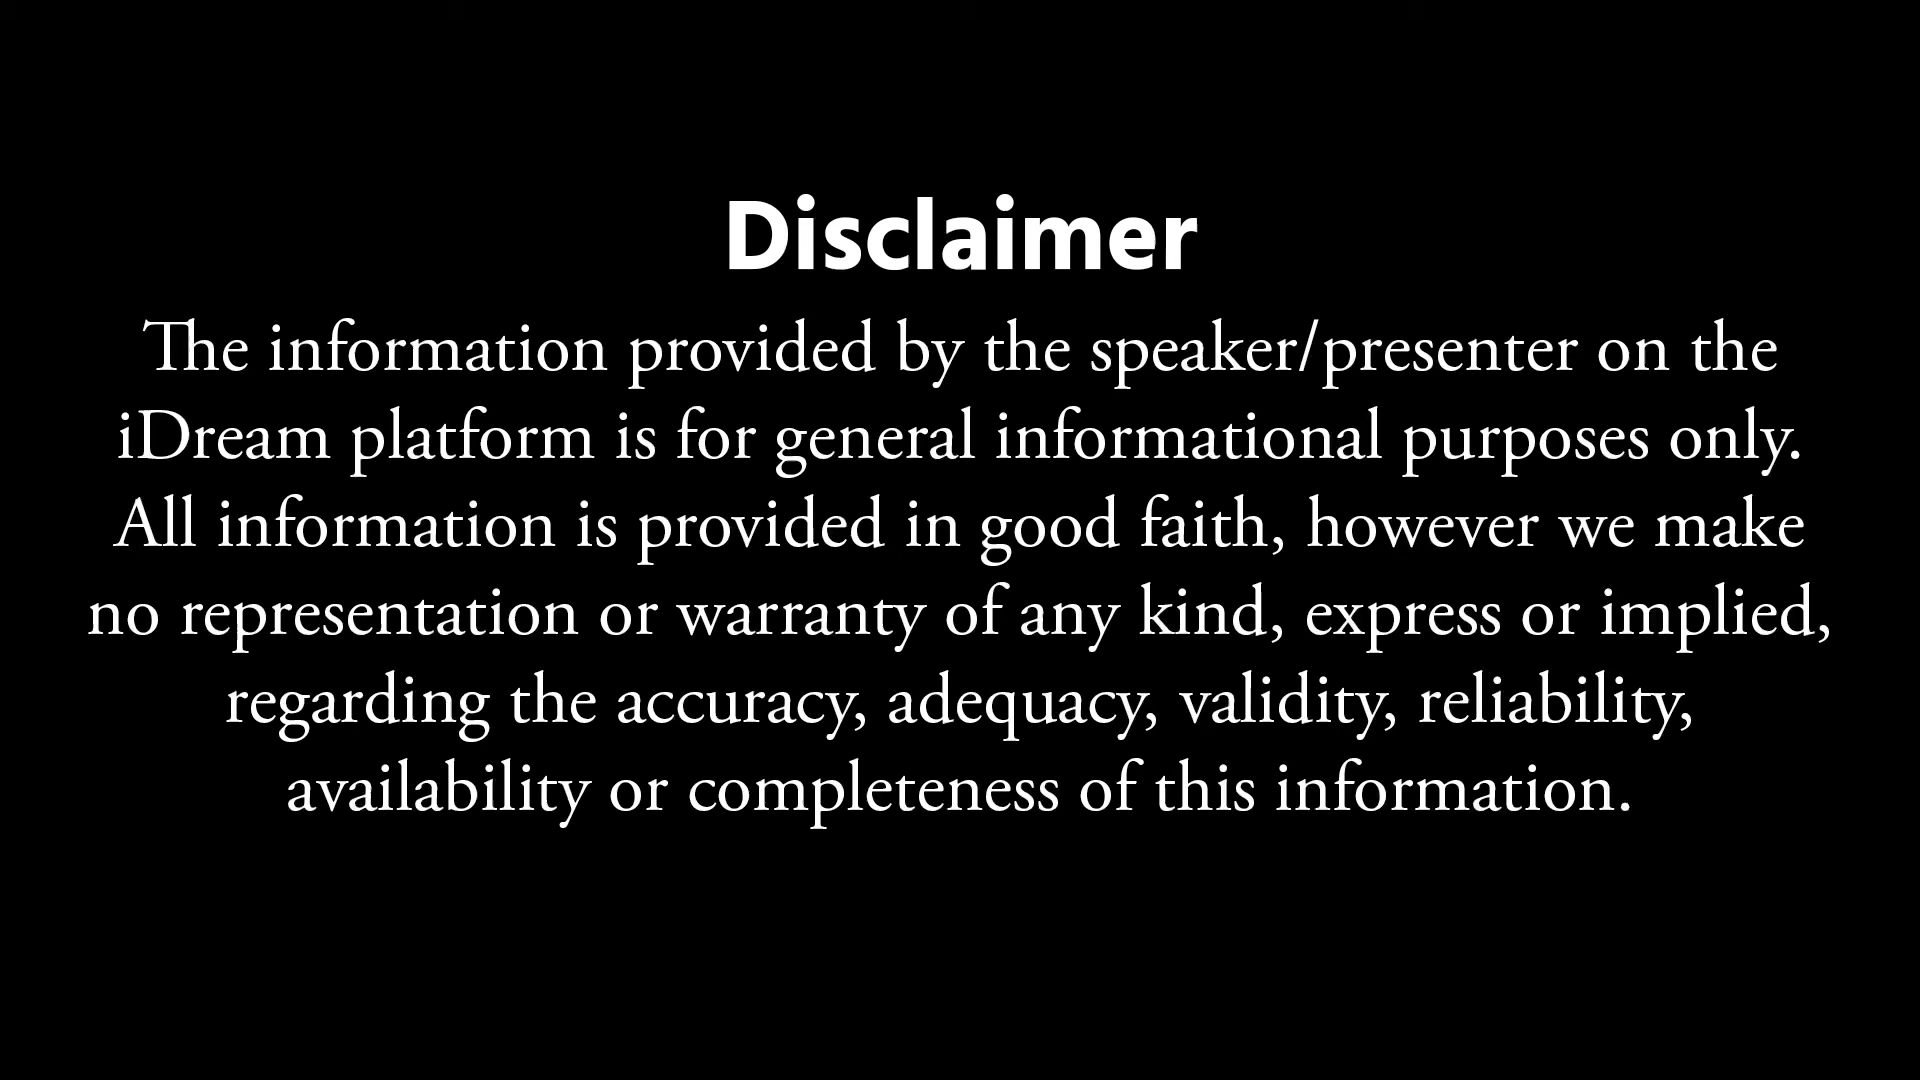 Disclaimer
The information provided by the speaker/presenter on the
iDream platform is for general informational purposes only.
All information is provided in good faith, however we make
no representation or warranty of any kind, express or implied,
regarding the accuracy, adequacy, validity, reliability,
availability or completeness of this information.